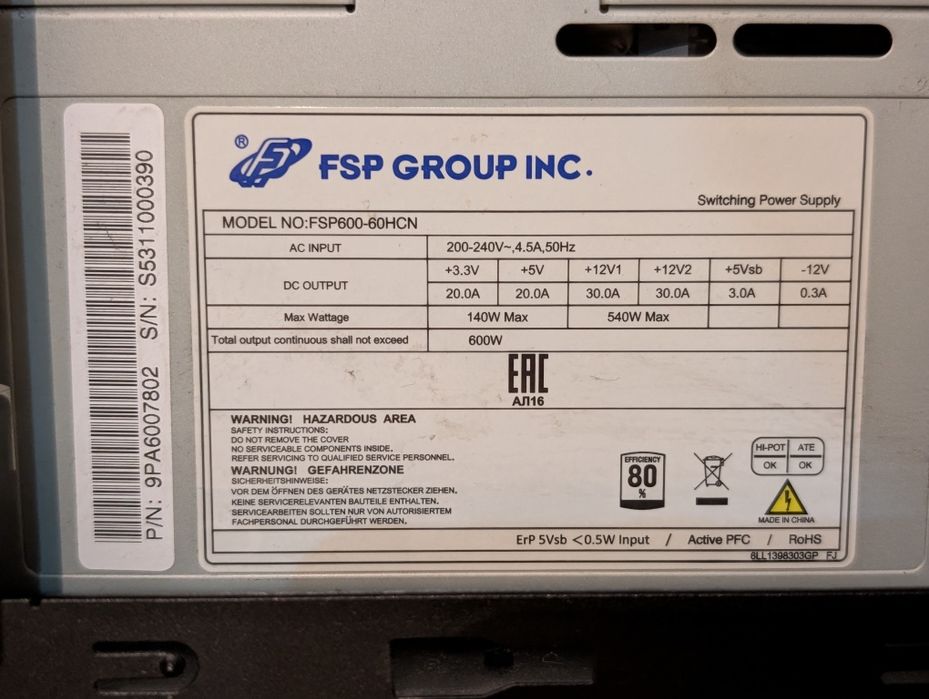 P/N: 9PA6007802 S/N: S5311000390
® FSP GROUP INC.
Switching Power Supply
MODEL NO:FSP600-60HCN
AC INPUT 200-240V~,4.5A,50Hz
DC OUTPUT
+3.3V +5V +12V1 +12V2 +5Vsb -12V
20.0A 20.0A 30.0A 30.0A 3.0A 0.3A
Max Wattage 140W Max 540W Max
Total output continuous shall not exceed 600W
EAC
АЛ16
WARNING! HAZARDOUS AREA
SAFETY INSTRUCTIONS:
DO NOT REMOVE THE COVER
NO SERVICEABLE COMPONENTS INSIDE.
REFER SERVICING TO QUALIFIED SERVICE PERSONNEL.
WARNUNG! GEFAHRENZONE
SICHERHEITSHINWEISE:
VOR DEM ÖFFNEN DES GERÄTES NETZSTECKER ZIEHEN.
KEINE SERVICERELEVANTEN BAUTEILE ENTHALTEN.
SERVICEARBEITEN SOLLTEN NUR VON AUTORISIERTEM
FACHPERSONAL DURCHGEFÜHRT WERDEN.
EFFICIENCY
80
%
HI-POT ATE
OK OK
MADE IN CHINA
ErP 5Vsb <0.5W Input / Active PFC / RoHS
6LL1398303GP FJ